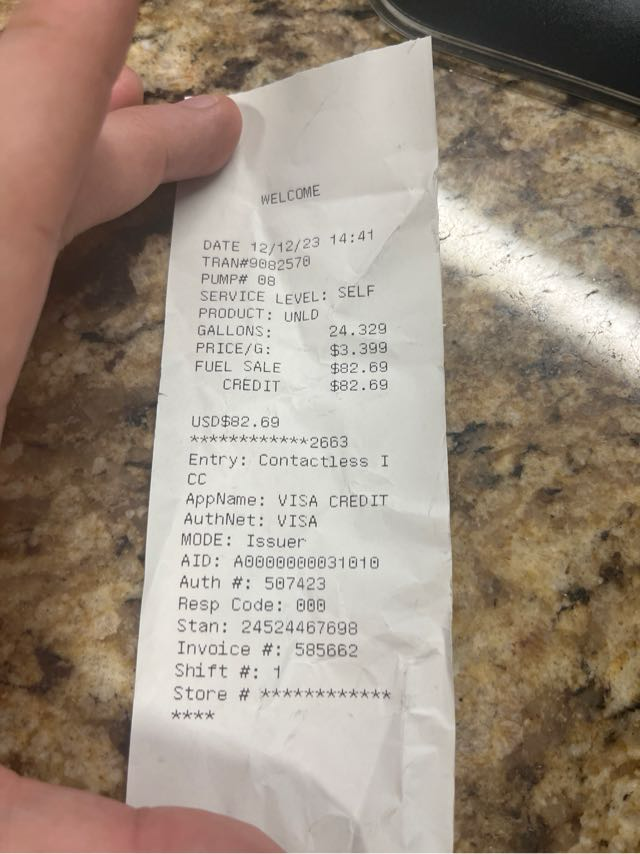 WELCOME
DATE 12/12/23 14:41
TRAN#9082570
PUMP# 08
SERVICE LEVEL: SELF
PRODUCT: UNLD
GALLONS: 24.329
PRICE/G: $3.399
FUEL SALE $82.69
CREDIT $82.69
USD$82.69
************2663
Entry: Contactless I
CC
AppName: VISA CREDIT
AuthNet: VISA
MODE: Issuer
AID: A0000000031010
Auth #: 507423
Resp Code: 000
Stan: 24524467698
Invoice #: 585662
Shift #: 1
Store # ************
****